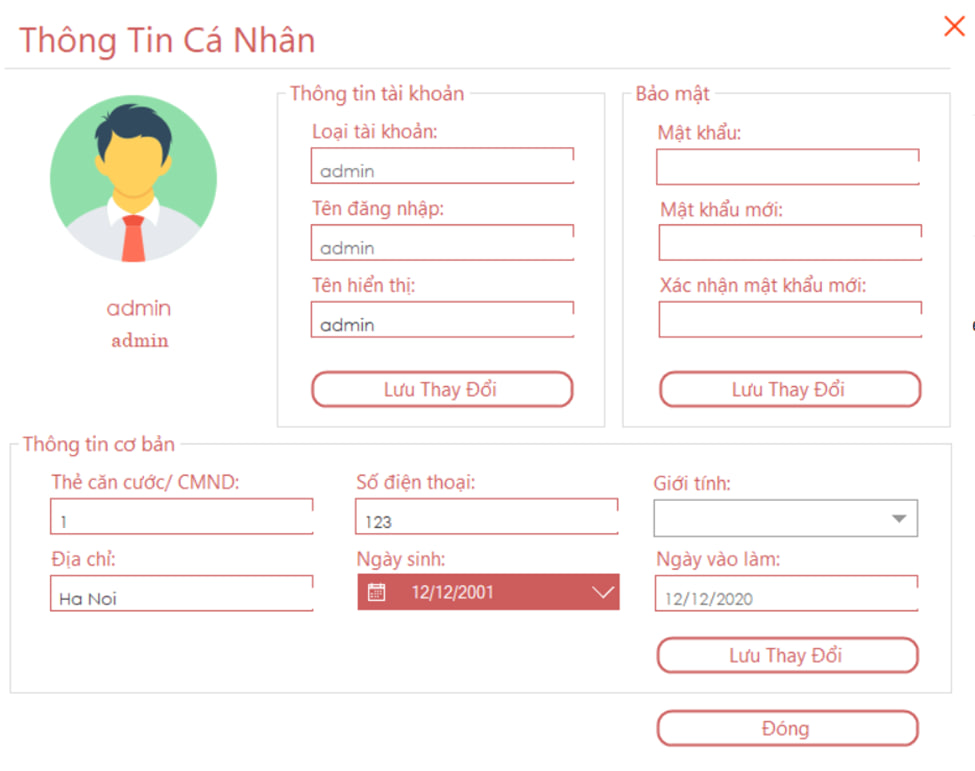 Thông Tin Cá Nhân
admin
admin
Thông tin tài khoản
Loại tài khoản:
admin
Tên đăng nhập:
admin
Tên hiển thị:
admin
Lưu Thay Đổi
Bảo mật
Mật khẩu:
Mật khẩu mới:
Xác nhận mật khẩu mới:
Lưu Thay Đổi
Thông tin cơ bản
Thẻ căn cước/ CMND:
1
Số điện thoại:
123
Giới tính:
Địa chỉ:
Ha Noi
Ngày sinh:
12/12/2001
Ngày vào làm:
12/12/2020
Lưu Thay Đổi
Đóng